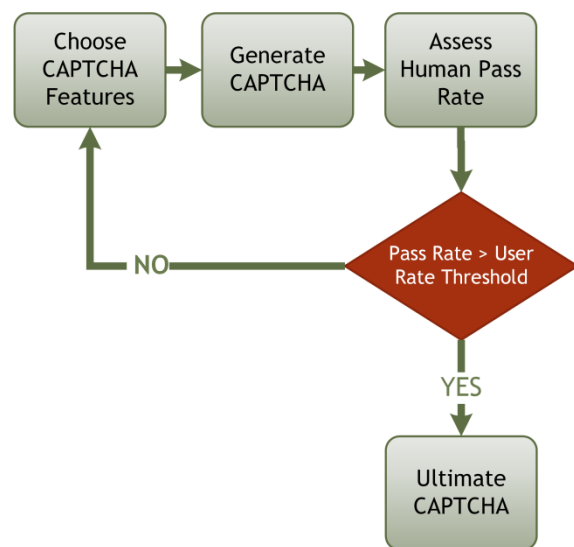 Choose
CAPTCHA
Features
Generate
CAPTCHA
Assess
Human Pass
Rate
Pass Rate > User
Rate Threshold
NO
YES
Ultimate
CAPTCHA